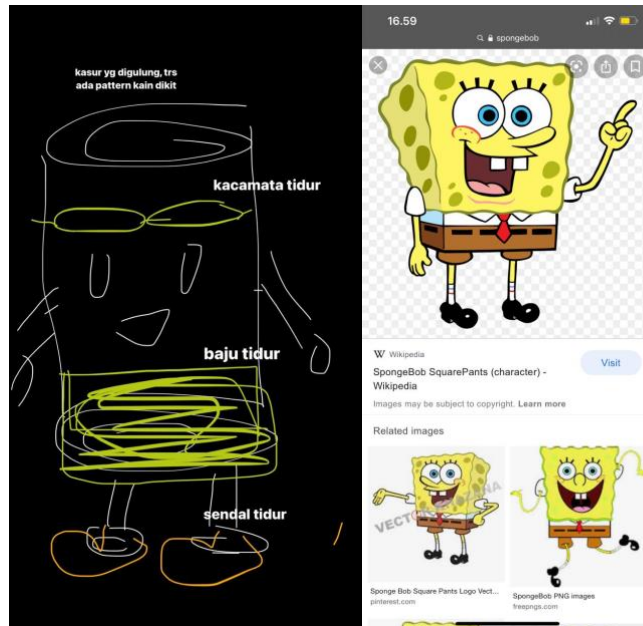 kasur yg digulung, trs
ada pattern kain dikit
kacamata tidur
baju tidur
sendal tidur
16.59
spongebob
W Wikipedia
SpongeBob SquarePants (character) -
Wikipedia
Visit
Images may be subject to copyright. Learn more
Related images
Sponge Bob Square Pants Logo Vect...
pinterest.com
SpongeBob PNG images
freepngs.com